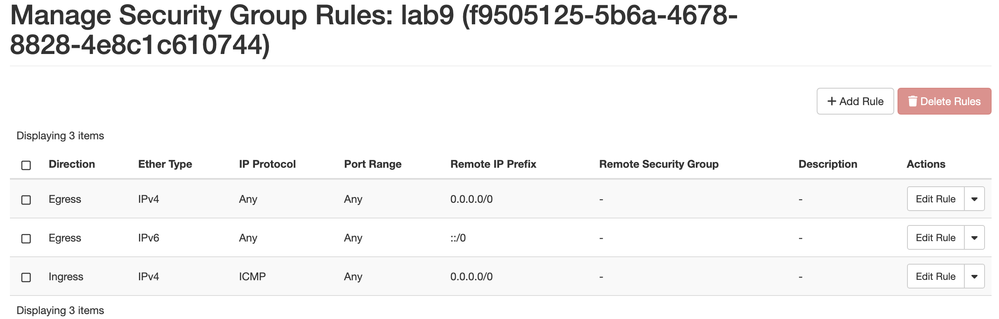 Manage Security Group Rules: lab9 (f9505125-5b6a-4678-
8828-4e8c1c610744)
+ Add Rule Delete Rules
Displaying 3 items
Direction Ether Type IP Protocol Port Range Remote IP Prefix Remote Security Group Description Actions
Egress IPv4 Any Any 0.0.0.0/0 - - Edit Rule
Egress IPv6 Any Any ::/0 - - Edit Rule
Ingress IPv4 ICMP Any 0.0.0.0/0 - - Edit Rule
Displaying 3 items